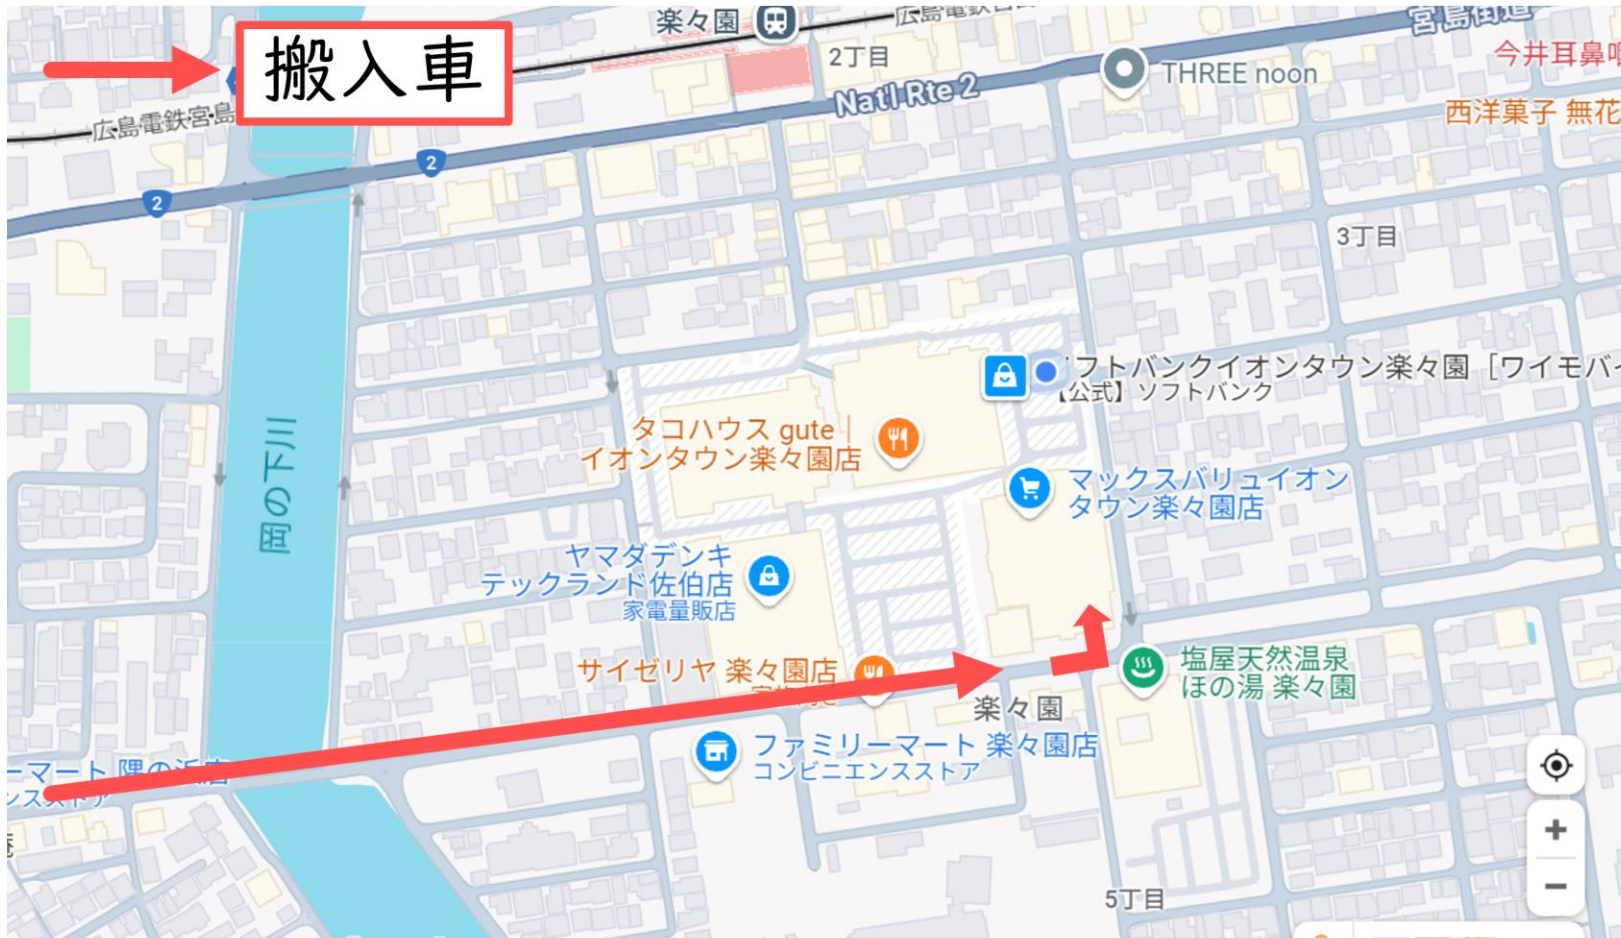 搬入車
楽々園
2丁目
Nat'l Rte 2
THREE noon
西洋菓子 無花
広島電鉄宮島
2
2
3丁目
岡の下川
フトバンクイオンタウン楽々園［ワイモバイ
【公式】ソフトバンク
タコハウス gute｜
イオンタウン楽々園店
マックスバリュイオン
タウン楽々園店
ヤマダデンキ
テックランド佐伯店
家電量販店
サイゼリヤ 楽々園店
塩屋天然温泉
ほの湯 楽々園
楽々園
ファミリーマート 楽々園店
コンビニエンスストア
5丁目